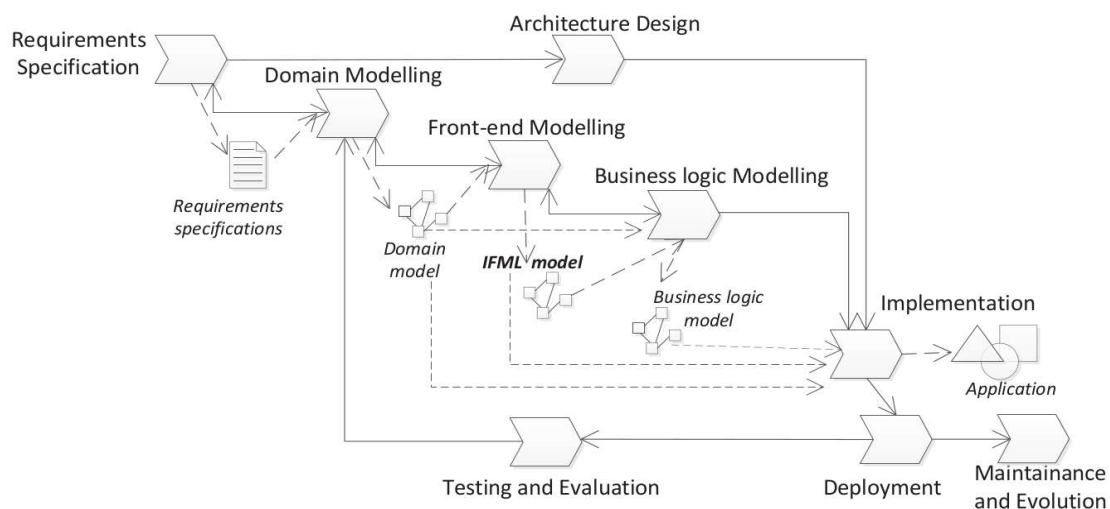 Requirements
Specification
Architecture Design
Domain Modelling
Front-end Modelling
Business logic Modelling
Requirements
specifications
Domain
model
IFML model
Business logic
model
Implementation
Application
Testing and Evaluation
Deployment
Maintainance
and Evolution